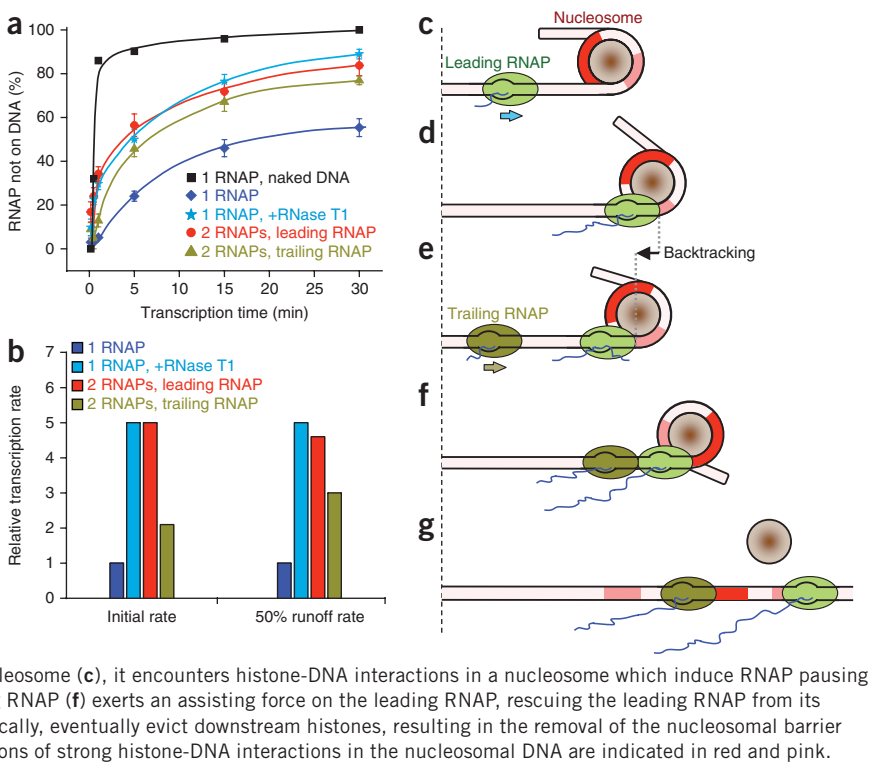 a
RNAP not on DNA (%)
100
80
60
40
20
0
1 RNAP, naked DNA
1 RNAP
1 RNAP, +RNase T1
2 RNAPs, leading RNAP
2 RNAPs, trailing RNAP
0 5 10 15 20 25 30
Transcription time (min)
b
Relative transcription rate
7
6
5
4
3
2
1
0
1 RNAP
1 RNAP, +RNase T1
2 RNAPs, leading RNAP
2 RNAPs, trailing RNAP
Initial rate 50% runoff rate
c
Nucleosome
Leading RNAP
d
e
Backtracking
Trailing RNAP
f
g
leosome (c), it encounters histone-DNA interactions in a nucleosome which induce RNAP pausing
g RNAP (f) exerts an assisting force on the leading RNAP, rescuing the leading RNAP from its
ically, eventually evict downstream histones, resulting in the removal of the nucleosomal barrier
ions of strong histone-DNA interactions in the nucleosomal DNA are indicated in red and pink.